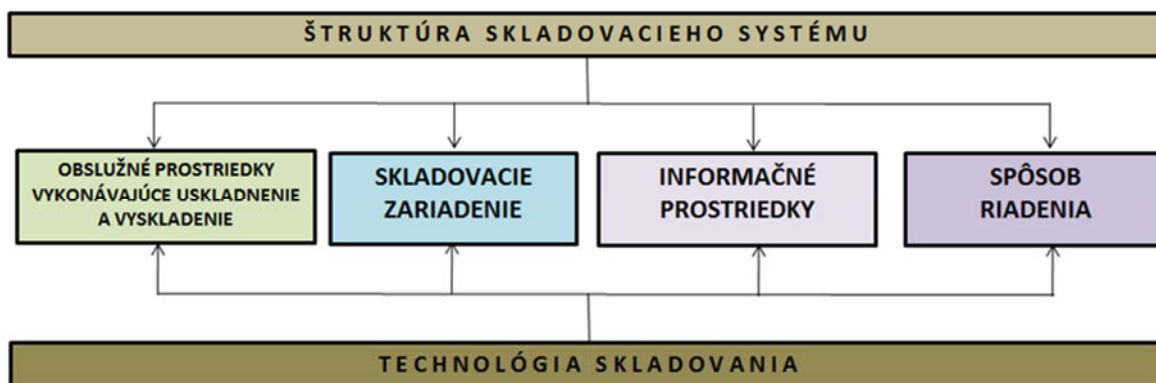 ŠTRUKTÚRA SKLADOVACIEHO SYSTÉMU
OBSLUŽNÉ PROSTRIEDKY
VYKONÁVAJÚCE USKLADNENIE
A VYSKLADENIE
SKLADOVACIE
ZARIADENIE
INFORMAČNÉ
PROSTRIEDKY
SPÔSOB
RIADENIA
TECHNOLÓGIA SKLADOVANIA